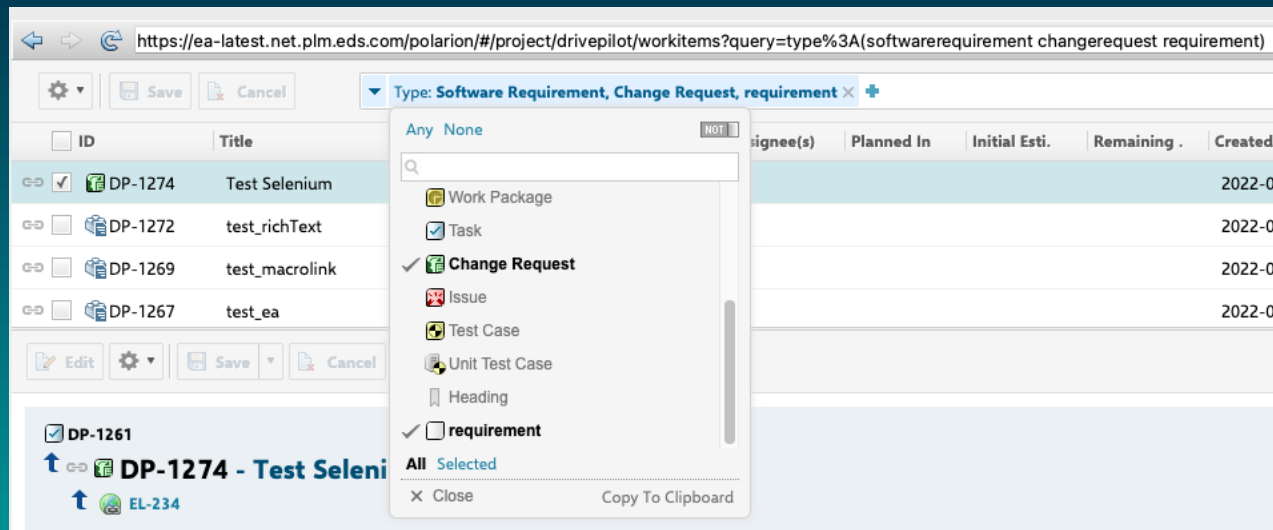 https://ea-latest.net.plm.eds.com/polarion/#/project/drivepilot/workitems?query=type%3A(softwarerequirement changerequest requirement)
Save Cancel Type: Software Requirement, Change Request, requirement
Any None NOT
ID Title signee(s) Planned In Initial Esti. Remaining . Created
DP-1274 Test Selenium 2022-0
Work Package
DP-1272 test_richText 2022-0
Task
DP-1269 test_macrolink 2022-0
Change Request
Issue
DP-1267 test_ea 2022-0
Test Case
Edit Save Cancel
Unit Test Case
Heading
requirement
DP-1261
All Selected
DP-1274 - Test Seleni
Close Copy To Clipboard
EL-234